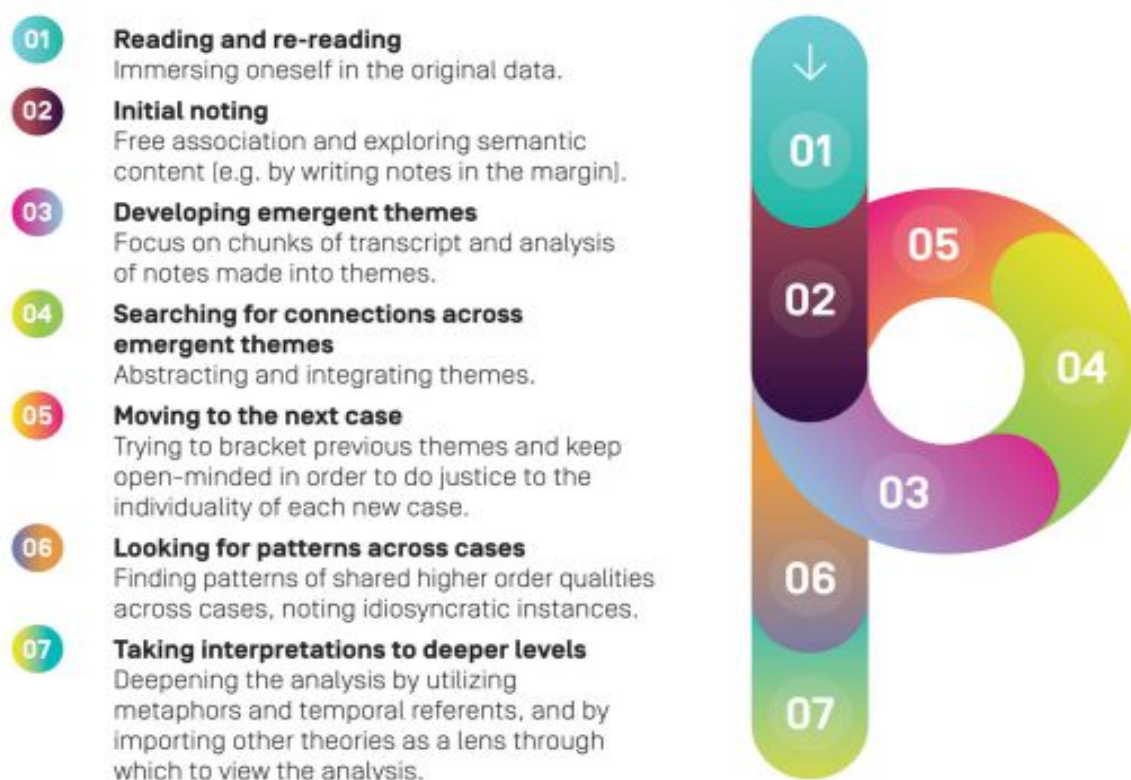 01
Reading and re-reading
Immersing oneself in the original data.
02
Initial noting
Free association and exploring semantic
content (e.g. by writing notes in the margin).
03
Developing emergent themes
Focus on chunks of transcript and analysis
of notes made into themes.
04
Searching for connections across
emergent themes
Abstracting and integrating themes.
05
Moving to the next case
Trying to bracket previous themes and keep
open-minded in order to do justice to the
individuality of each new case.
06
Looking for patterns across cases
Finding patterns of shared higher order qualities
across cases, noting idiosyncratic instances.
07
Taking interpretations to deeper levels
Deepening the analysis by utilizing
metaphors and temporal referents, and by
importing other theories as a lens through
which to view the analysis.
01
02
05
04
03
06
07